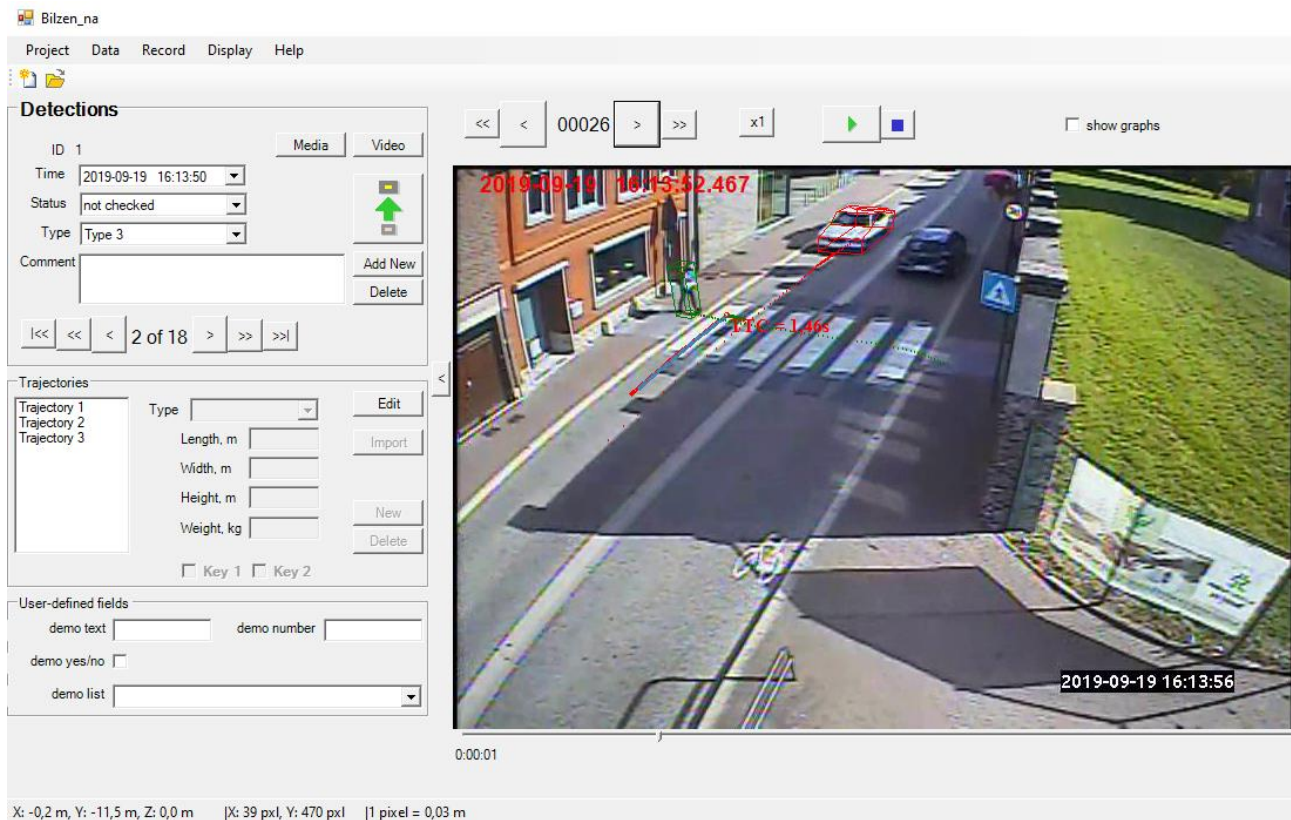 Bilzen_na
Project Data Record Display Help
Detections
ID 1
Media Video
Time 2019-09-19 16:13:50
Status not checked
Type Type 3
Comment
Add New
Delete
|<< << < 2 of 18 > >> >>|
Trajectories
Trajectory 1
Trajectory 2
Trajectory 3
Type
Edit
Length, m
Import
Width, m
Height, m
New
Weight, kg
Delete
Key 1 Key 2
User-defined fields
demo text demo number
demo yes/no
demo list
<
<< < 00026 > >> x1
show graphs
2019-09-19 16:13:52.467
TTC = 1,46s
2019-09-19 16:13:56
0:00:01
X: -0,2 m, Y: -11,5 m, Z: 0,0 m |X: 39 pxl, Y: 470 pxl |1 pixel = 0,03 m